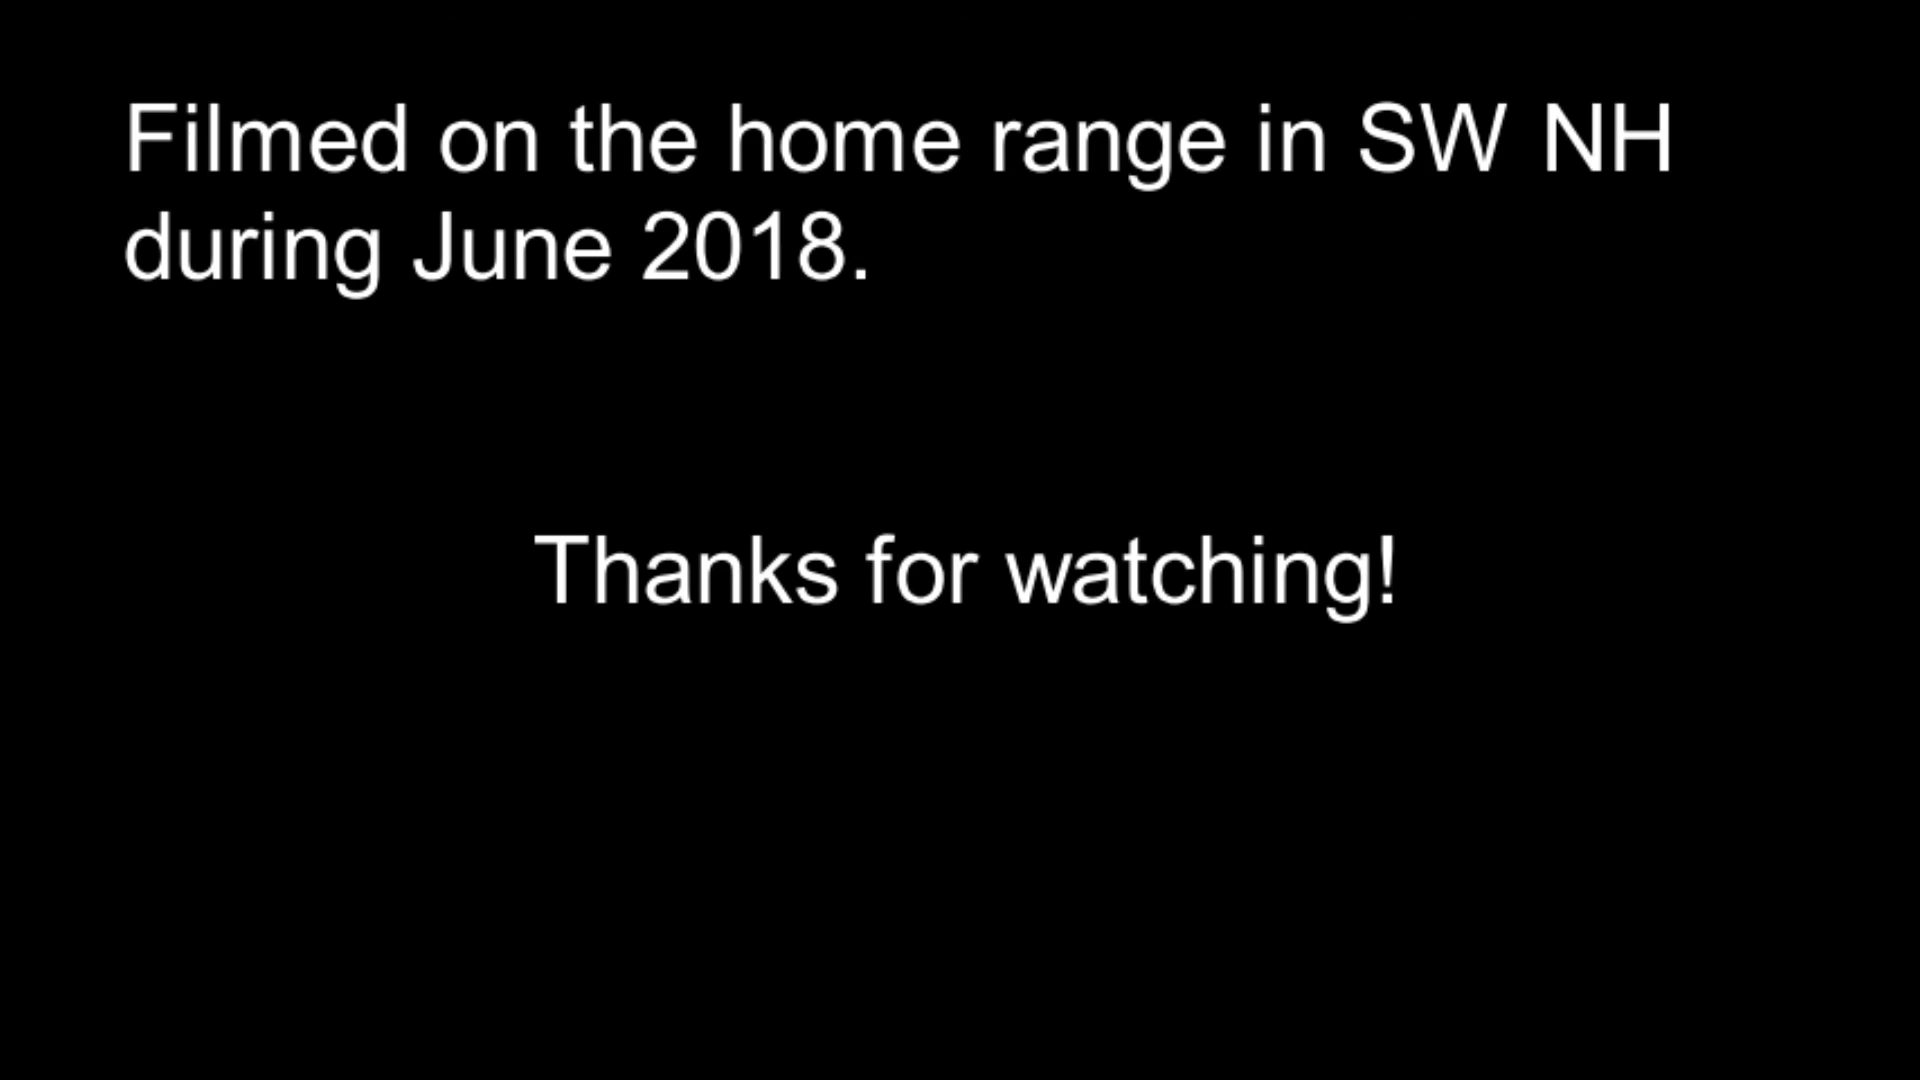 Filmed on the home range in SW NH
during June 2018.
Thanks for watching!